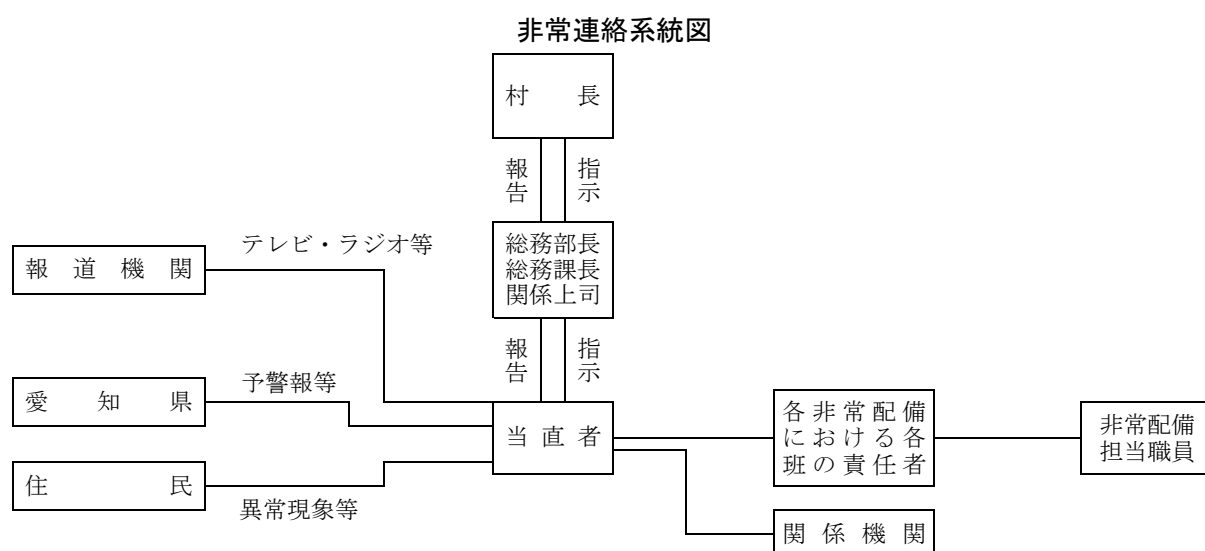 非常連絡系統図
村長
報告
指示
総務部長
総務課長
関係上司
報告
指示
テレビ・ラジオ等
報道機関
予警報等
愛知県
住民
異常現象等
当直者
各非常配備
における各
班の責任者
非常配備
担当職員
関係機関